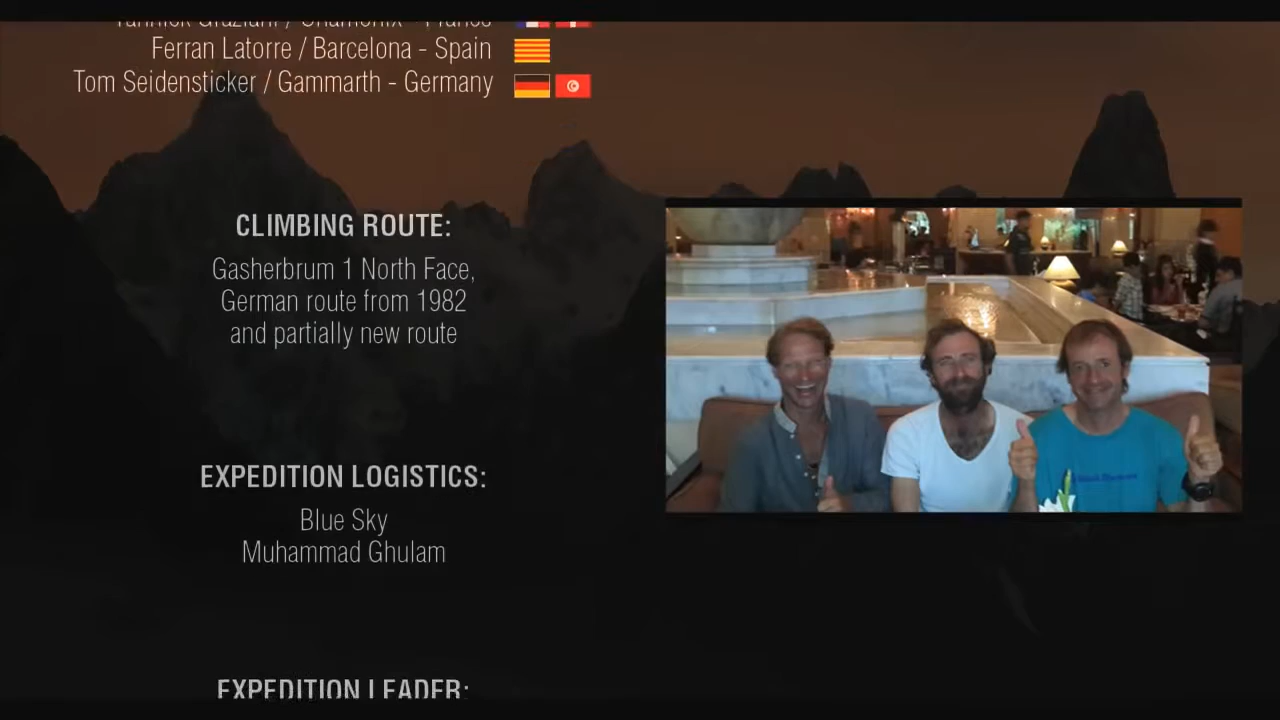 Ferran Latorre / Barcelona - Spain
Tom Seidensticker / Gammarth - Germany
CLIMBING ROUTE:
Gasherbrum 1 North Face,
German route from 1982
and partially new route
EXPEDITION LOGISTICS:
Blue Sky
Muhammad Ghulam
EXPEDITION LEADER: